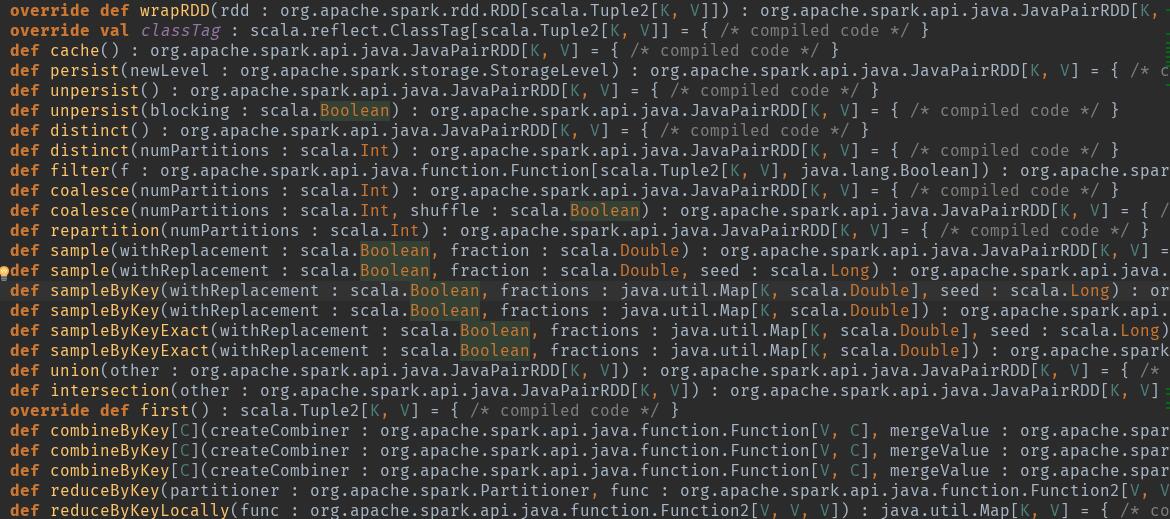 override def wrapRDD(rdd : org.apache.spark.rdd.RDD[scala.Tuple2[K, V]]) : org.apache.spark.api.java.JavaPairRDD[K,
override val classTag : scala.reflect.ClassTag[scala.Tuple2[K, V]] = { /* compiled code */ }
def cache() : org.apache.spark.api.java.JavaPairRDD[K, V] = { /* compiled code */ }
def persist(newLevel : org.apache.spark.storage.StorageLevel) : org.apache.spark.api.java.JavaPairRDD[K, V] = { /* c
def unpersist() : org.apache.spark.api.java.JavaPairRDD[K, V] = { /* compiled code */ }
def unpersist(blocking : scala.Boolean) : org.apache.spark.api.java.JavaPairRDD[K, V] = { /* compiled code */ }
def distinct() : org.apache.spark.api.java.JavaPairRDD[K, V] = { /* compiled code */ }
def distinct(numPartitions : scala.Int) : org.apache.spark.api.java.JavaPairRDD[K, V] = { /* compiled code */ }
def filter(f : org.apache.spark.api.java.function.Function[scala.Tuple2[K, V], java.lang.Boolean]) : org.apache.spar
def coalesce(numPartitions : scala.Int) : org.apache.spark.api.java.JavaPairRDD[K, V] = { /* compiled code */ }
def coalesce(numPartitions : scala.Int, shuffle : scala.Boolean) : org.apache.spark.api.java.JavaPairRDD[K, V] = { /
def repartition(numPartitions : scala.Int) : org.apache.spark.api.java.JavaPairRDD[K, V] = { /* compiled code */ }
def sample(withReplacement : scala.Boolean, fraction : scala.Double) : org.apache.spark.api.java.JavaPairRDD[K, V] =
def sample(withReplacement : scala.Boolean, fraction : scala.Double, seed : scala.Long) : org.apache.spark.api.java.
def sampleByKey(withReplacement : scala.Boolean, fractions : java.util.Map[K, scala.Double], seed : scala.Long) : or
def sampleByKey(withReplacement : scala.Boolean, fractions : java.util.Map[K, scala.Double]) : org.apache.spark.api.
def sampleByKeyExact(withReplacement : scala.Boolean, fractions : java.util.Map[K, scala.Double], seed : scala.Long)
def sampleByKeyExact(withReplacement : scala.Boolean, fractions : java.util.Map[K, scala.Double]) : org.apache.spark
def union(other : org.apache.spark.api.java.JavaPairRDD[K, V]) : org.apache.spark.api.java.JavaPairRDD[K, V] = { /*
def intersection(other : org.apache.spark.api.java.JavaPairRDD[K, V]) : org.apache.spark.api.java.JavaPairRDD[K, V]
override def first() : scala.Tuple2[K, V] = { /* compiled code */ }
def combineByKey[C](createCombiner : org.apache.spark.api.java.function.Function[V, C], mergeValue : org.apache.spar
def combineByKey[C](createCombiner : org.apache.spark.api.java.function.Function[V, C], mergeValue : org.apache.spar
def combineByKey[C](createCombiner : org.apache.spark.api.java.function.Function[V, C], mergeValue : org.apache.spar
def reduceByKey(partitioner : org.apache.spark.Partitioner, func : org.apache.spark.api.java.function.Function2[V, V
def reduceByKeyLocally(func : org.apache.spark.api.java.function.Function2[V, V, V]) : java.util.Map[K, V] = { /* co